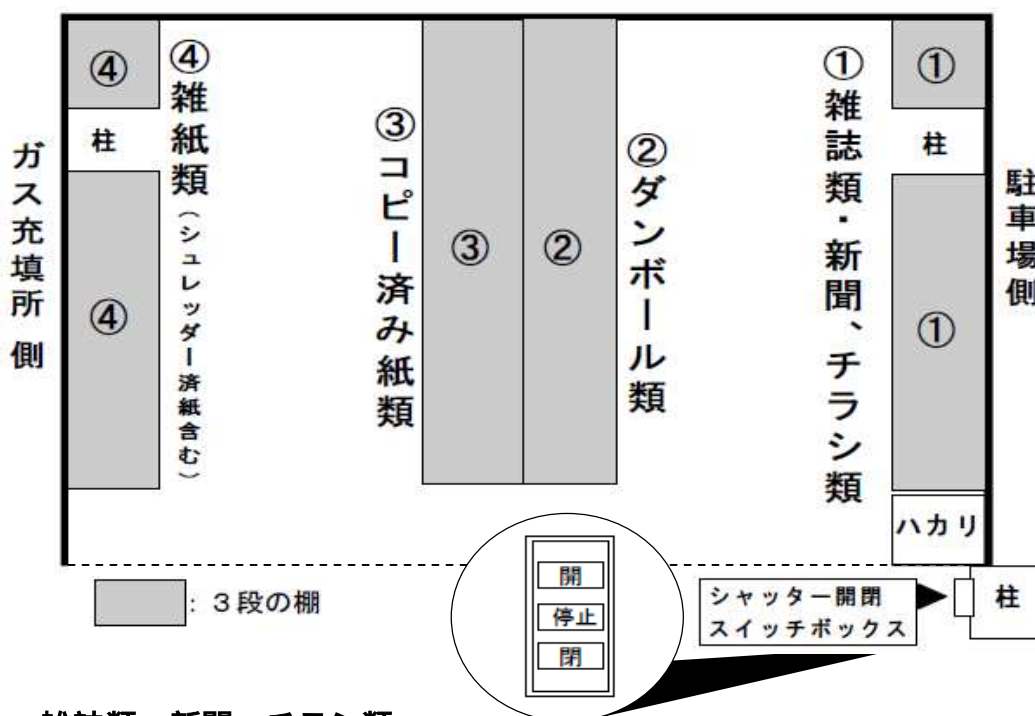 ④
④雑紙類(シュレッダー済紙含む)
柱
④
ガス充填所 側
③コピー済み紙類
③
②
②ダンボール類
①雑誌類・新聞、チラシ類
①
柱
①
駐車場側
ハカリ
: 3段の棚
開
停止
閉
シャッター開閉
スイッチボックス
柱